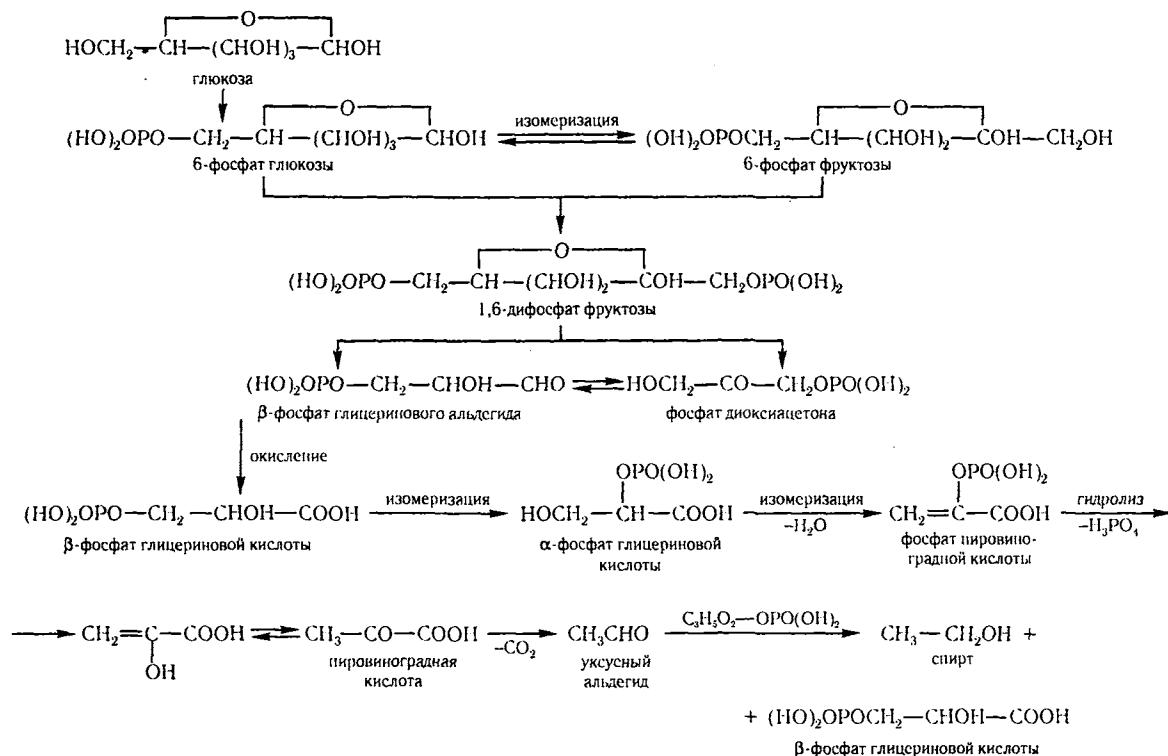 O
HOCH₂—CH—(CHOH)₃—CHOH
глюкоза
O
(HO)₂OPO—CH₂—CH—(CHOH)₃—CHOH
6-фосфат глюкозы
изомеризация
O
(OH)₂OPOCH₂—CH—(CHOH)₂—COH—CH₂OH
6-фосфат фруктозы
O
(HO)₂OPO—CH₂—CH—(CHOH)₂—COH—CH₂OPO(OH)₂
1,6-дифосфат фруктозы
(HO)₂OPO—CH₂—CHOH—CHO
β-фосфат глицеринового альдегида
HOCH₂—CO—CH₂OPO(OH)₂
фосфат диоксиацетона
окисление
(HO)₂OPO—CH₂—CHOH—COOH
β-фосфат глицериновой кислоты
изомеризация
OPO(OH)₂
HOCH₂—CH—COOH
α-фосфат глицериновой
кислоты
изомеризация
–H₂O
OPO(OH)₂
CH₂=C—COOH
фосфат пировино-
градной кислоты
гидролиз
–H₃PO₄
CH₂=C—COOH
OH
CH₃—CO—COOH
пировиноградная
кислота
–CO₂
CH₃CHO
уксусный
альдегид
C₃H₅O₂—OPO(OH)₂
CH₃—CH₂OH +
спирт
+ (HO)₂OPOCH₂—CHOH—COOH
β-фосфат глицериновой кислоты